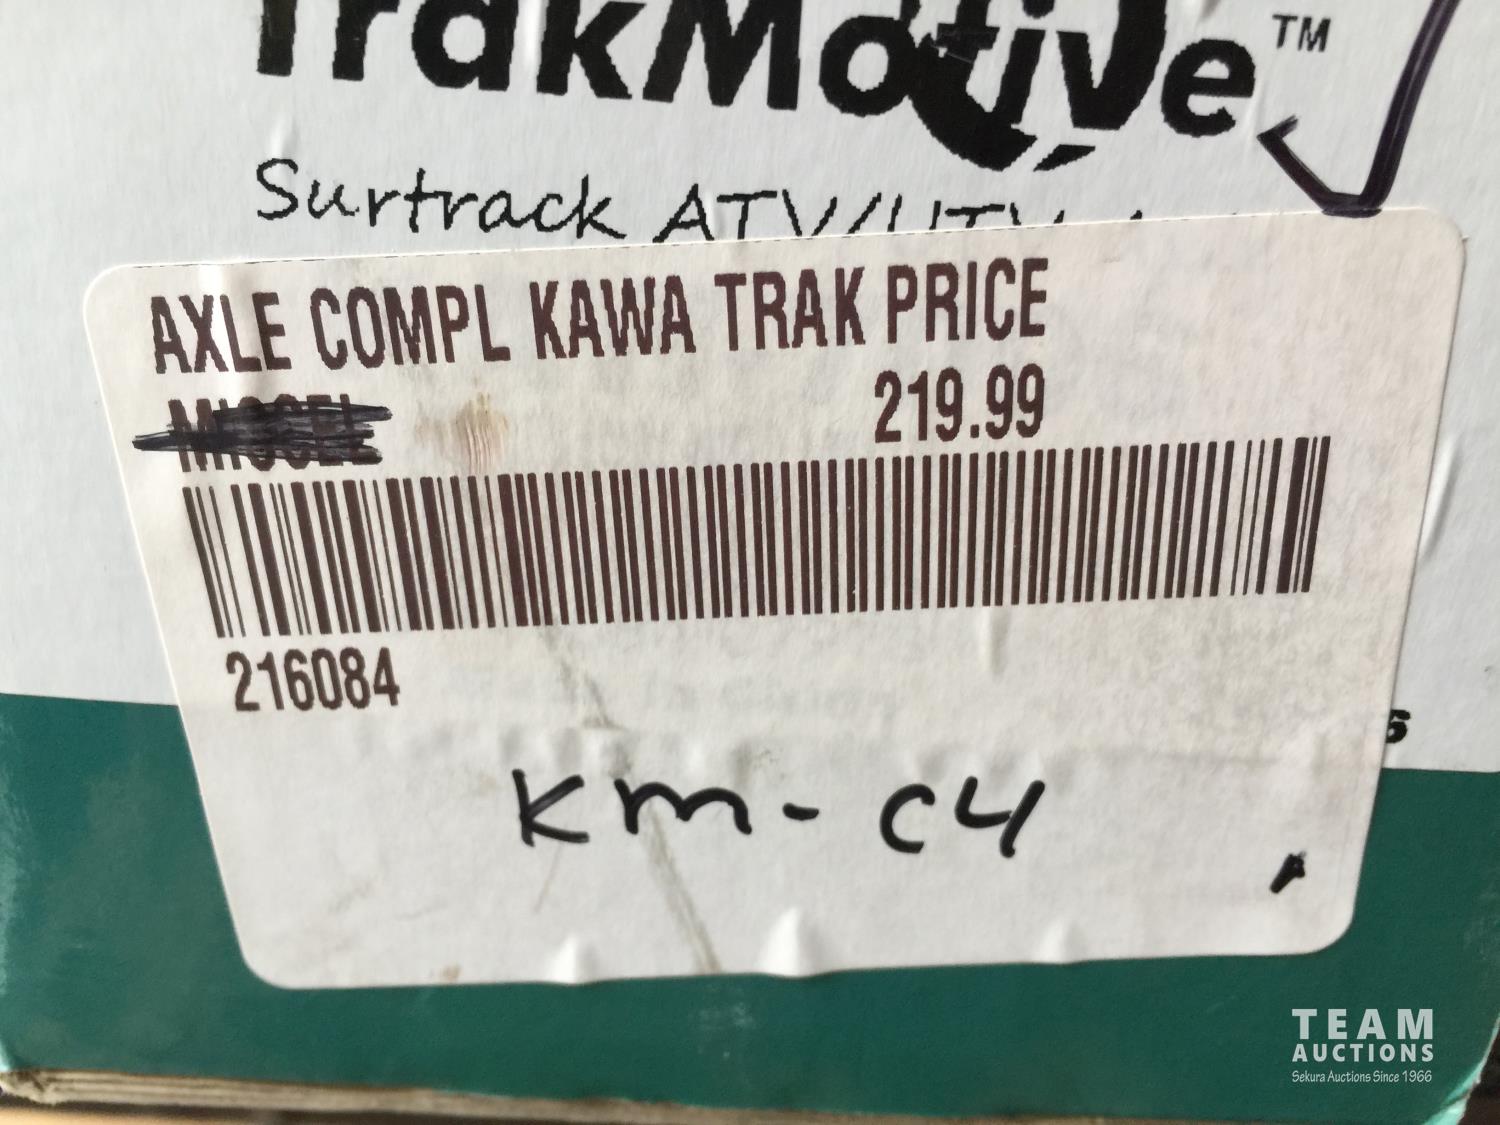 TrakMotive™
Surtrack ATV/UTV
AXLE COMPL KAWA TRAK PRICE
219.99
216084
KM-C4
TEAM
AUCTIONS
Sekura Auctions Since 1966